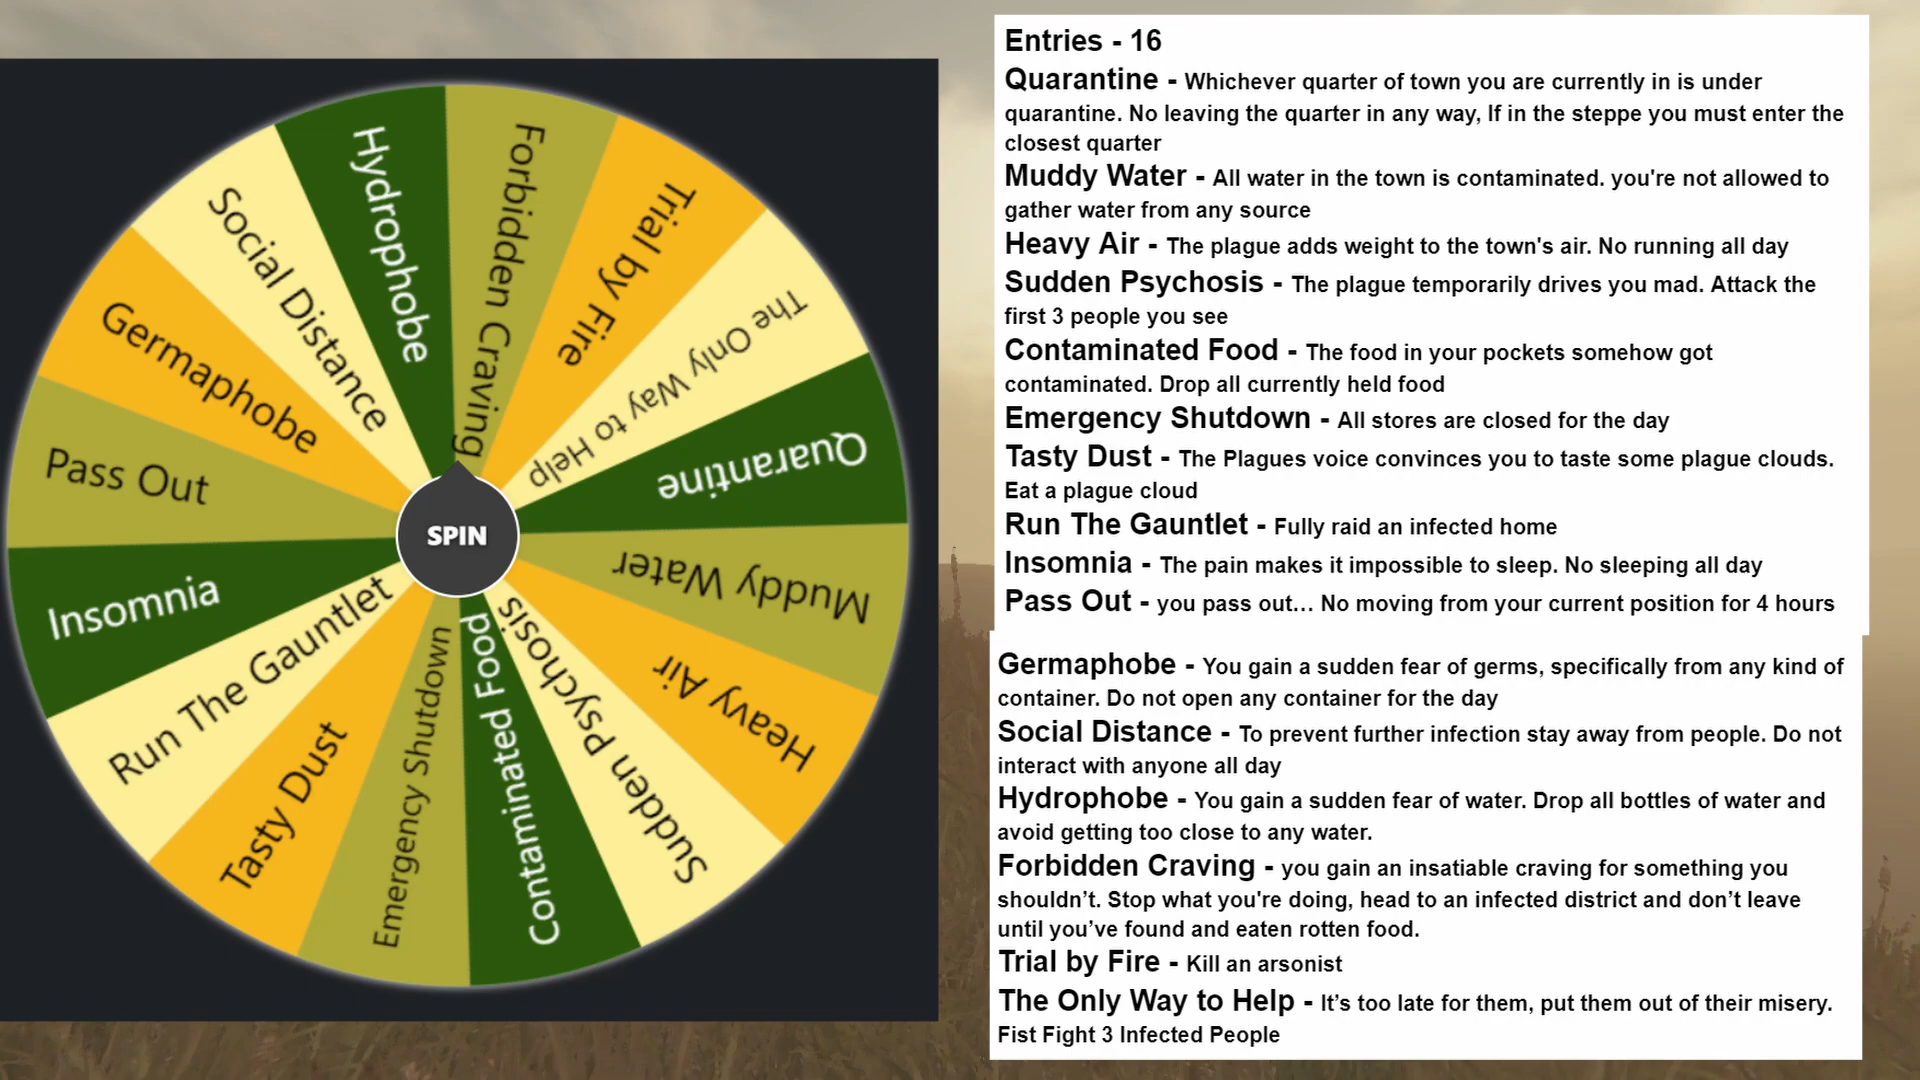 Hydrophobe
Forbidden Craving
Trial by Fire
The Only Way to Help
Quarantine
Muddy Water
Heavy Air
Sudden Psychosis
Contaminated Food
Emergency Shutdown
Tasty Dust
Run The Gauntlet
Insomnia
Pass Out
Germaphobe
Social Distance
SPIN
Entries - 16
Quarantine - Whichever quarter of town you are currently in is under
quarantine. No leaving the quarter in any way, If in the steppe you must enter the
closest quarter
Muddy Water - All water in the town is contaminated. you're not allowed to
gather water from any source
Heavy Air - The plague adds weight to the town's air. No running all day
Sudden Psychosis - The plague temporarily drives you mad. Attack the
first 3 people you see
Contaminated Food - The food in your pockets somehow got
contaminated. Drop all currently held food
Emergency Shutdown - All stores are closed for the day
Tasty Dust - The Plagues voice convinces you to taste some plague clouds.
Eat a plague cloud
Run The Gauntlet - Fully raid an infected home
Insomnia - The pain makes it impossible to sleep. No sleeping all day
Pass Out - you pass out… No moving from your current position for 4 hours
Germaphobe - You gain a sudden fear of germs, specifically from any kind of
container. Do not open any container for the day
Social Distance - To prevent further infection stay away from people. Do not
interact with anyone all day
Hydrophobe - You gain a sudden fear of water. Drop all bottles of water and
avoid getting too close to any water.
Forbidden Craving - you gain an insatiable craving for something you
shouldn’t. Stop what you're doing, head to an infected district and don’t leave
until you’ve found and eaten rotten food.
Trial by Fire - Kill an arsonist
The Only Way to Help - It’s too late for them, put them out of their misery.
Fist Fight 3 Infected People